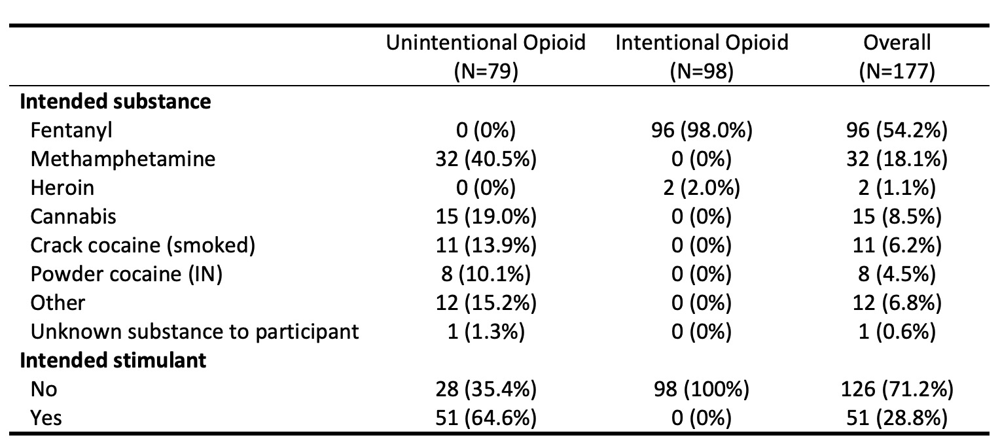 Unintentional Opioid Intentional Opioid Overall
(N=79) (N=98) (N=177)
Intended substance
Fentanyl 0 (0%) 96 (98.0%) 96 (54.2%)
Methamphetamine 32 (40.5%) 0 (0%) 32 (18.1%)
Heroin 0 (0%) 2 (2.0%) 2 (1.1%)
Cannabis 15 (19.0%) 0 (0%) 15 (8.5%)
Crack cocaine (smoked) 11 (13.9%) 0 (0%) 11 (6.2%)
Powder cocaine (IN) 8 (10.1%) 0 (0%) 8 (4.5%)
Other 12 (15.2%) 0 (0%) 12 (6.8%)
Unknown substance to participant 1 (1.3%) 0 (0%) 1 (0.6%)
Intended stimulant
No 28 (35.4%) 98 (100%) 126 (71.2%)
Yes 51 (64.6%) 0 (0%) 51 (28.8%)